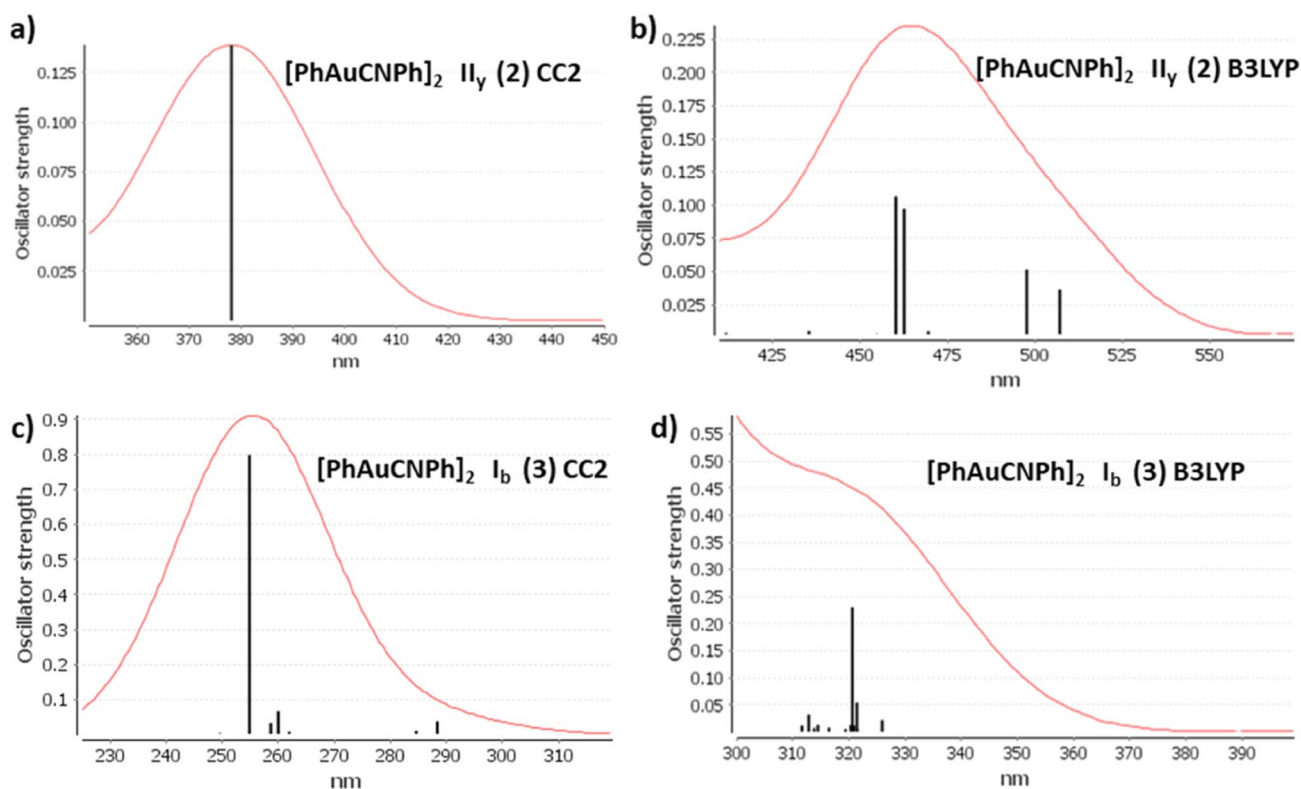 a)
[PhAuCNPh]₂ IIᵧ (2) CC2
Oscillator strength
0.125
0.100
0.075
0.050
0.025
360 370 380 390 400 410 420 430 440 450
nm
b)
[PhAuCNPh]₂ IIᵧ (2) B3LYP
Oscillator strength
0.225
0.200
0.175
0.150
0.125
0.100
0.075
0.050
0.025
425 450 475 500 525 550
nm
c)
[PhAuCNPh]₂ I_b (3) CC2
Oscillator strength
0.9
0.8
0.7
0.6
0.5
0.4
0.3
0.2
0.1
230 240 250 260 270 280 290 300 310
nm
d)
[PhAuCNPh]₂ I_b (3) B3LYP
Oscillator strength
0.55
0.50
0.45
0.40
0.35
0.30
0.25
0.20
0.15
0.10
0.05
300 310 320 330 340 350 360 370 380 390
nm